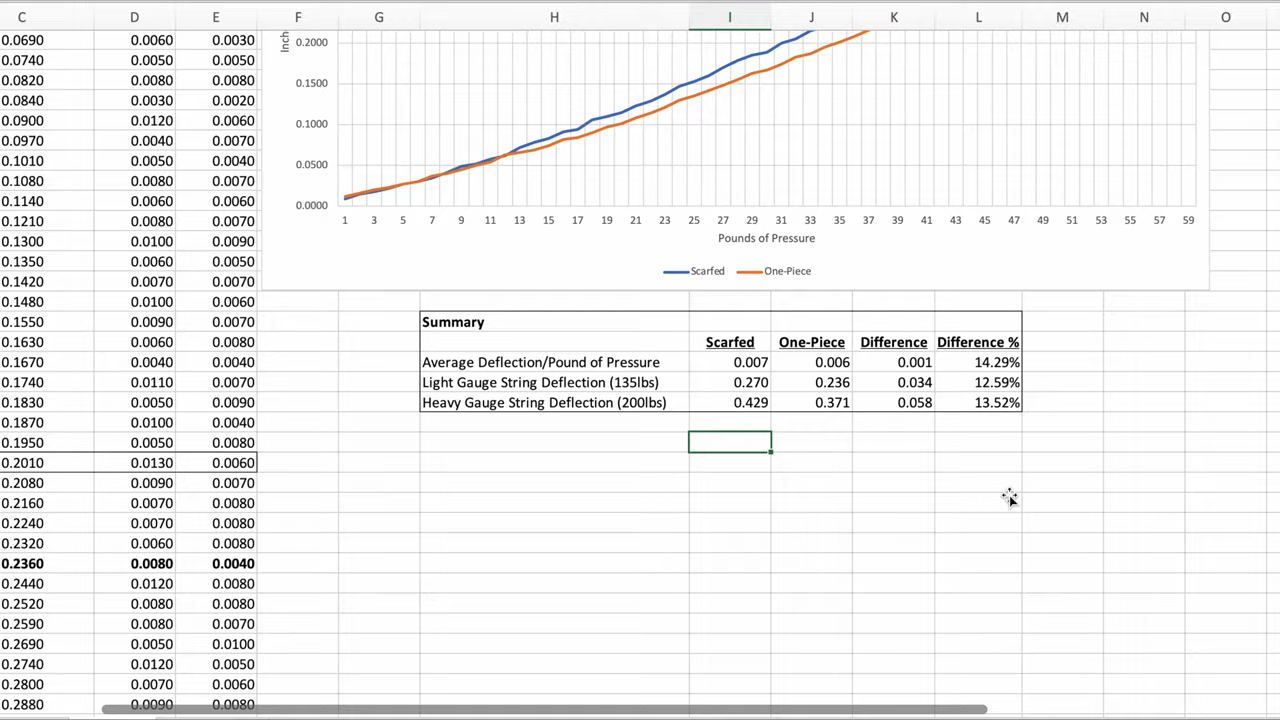 C D E F G H I J K L M N O
0.0690 0.0060 0.0030
0.0740 0.0050 0.0050
0.0820 0.0080 0.0080
0.0840 0.0030 0.0020
0.0900 0.0120 0.0060
0.0970 0.0040 0.0070
0.1010 0.0050 0.0040
0.1080 0.0080 0.0070
0.1140 0.0060 0.0060
0.1210 0.0080 0.0070
0.1300 0.0100 0.0090
0.1350 0.0060 0.0050
0.1420 0.0070 0.0070
0.1480 0.0100 0.0060
0.1550 0.0090 0.0070
0.1630 0.0060 0.0080
0.1670 0.0040 0.0040
0.1740 0.0110 0.0070
0.1830 0.0050 0.0090
0.1870 0.0100 0.0040
0.1950 0.0050 0.0080
0.2010 0.0130 0.0060
0.2080 0.0090 0.0070
0.2160 0.0070 0.0080
0.2240 0.0070 0.0080
0.2320 0.0060 0.0080
0.2360 0.0080 0.0040
0.2440 0.0120 0.0080
0.2520 0.0080 0.0080
0.2590 0.0080 0.0070
0.2690 0.0050 0.0100
0.2740 0.0120 0.0050
0.2800 0.0070 0.0060
0.2880 0.0090 0.0080
Inch
0.2000
0.1500
0.1000
0.0500
0.0000
1 3 5 7 9 11 13 15 17 19 21 23 25 27 29 31 33 35 37 39 41 43 45 47 49 51 53 55 57 59
Pounds of Pressure
Scarfed One-Piece
Summary
Scarfed One-Piece Difference Difference %
Average Deflection/Pound of Pressure 0.007 0.006 0.001 14.29%
Light Gauge String Deflection (135lbs) 0.270 0.236 0.034 12.59%
Heavy Gauge String Deflection (200lbs) 0.429 0.371 0.058 13.52%